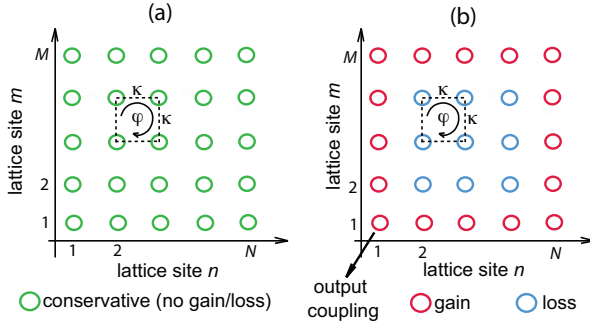 (a)
M
lattice site m
2
1
κ
κ
φ
1
2
N
lattice site n
conservative (no gain/loss)
(b)
M
lattice site m
2
1
κ
κ
φ
1
2
N
lattice site n
output
coupling
gain
loss